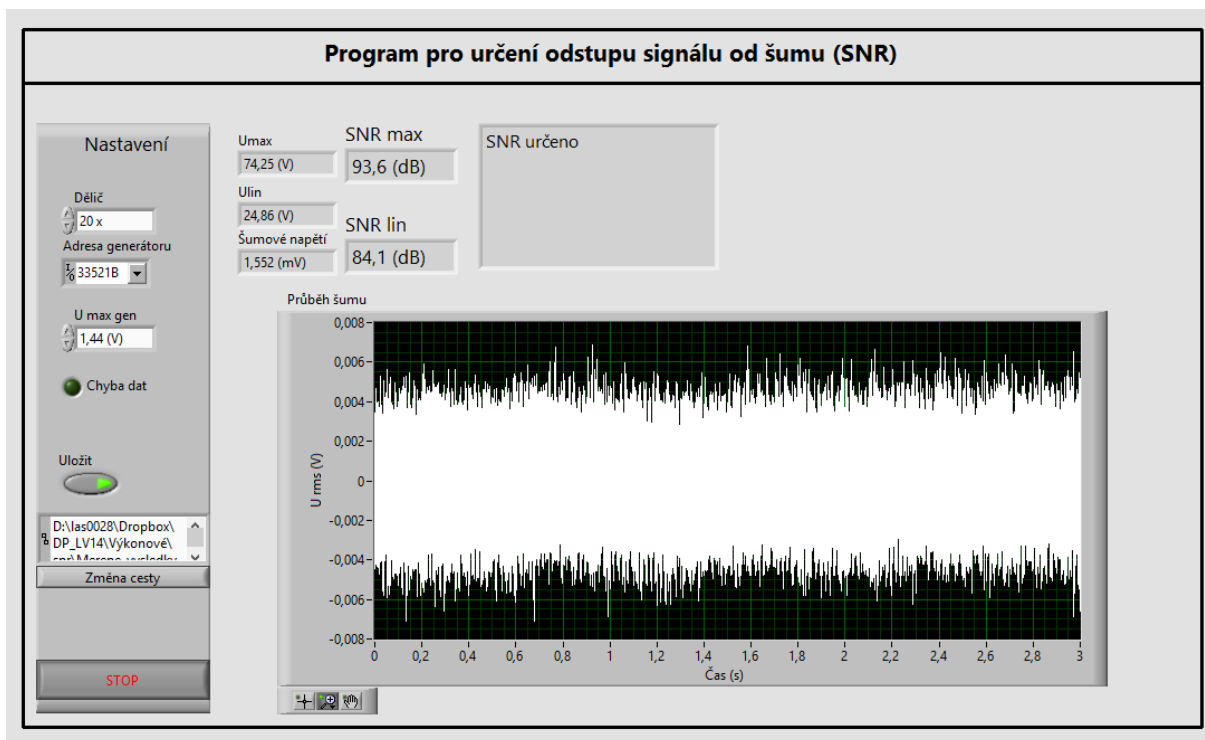 Program pro určení odstupu signálu od šumu (SNR)
Nastavení
Dělič
20 x
Adresa generátoru
33521B
U max gen
1,44 (V)
Chyba dat
Uložit
D:\las0028\Dropbox\
DP_LV14\Výkonové\
Změna cesty
STOP
Umax
74,25 (V)
Ulin
24,86 (V)
Šumové napětí
1,552 (mV)
SNR max
93,6 (dB)
SNR lin
84,1 (dB)
SNR určeno
Průběh šumu
U rms (V)
0,008
0,006
0,004
0,002
0
-0,002
-0,004
-0,006
-0,008
0 0,2 0,4 0,6 0,8 1 1,2 1,4 1,6 1,8 2 2,2 2,4 2,6 2,8 3
Čas (s)